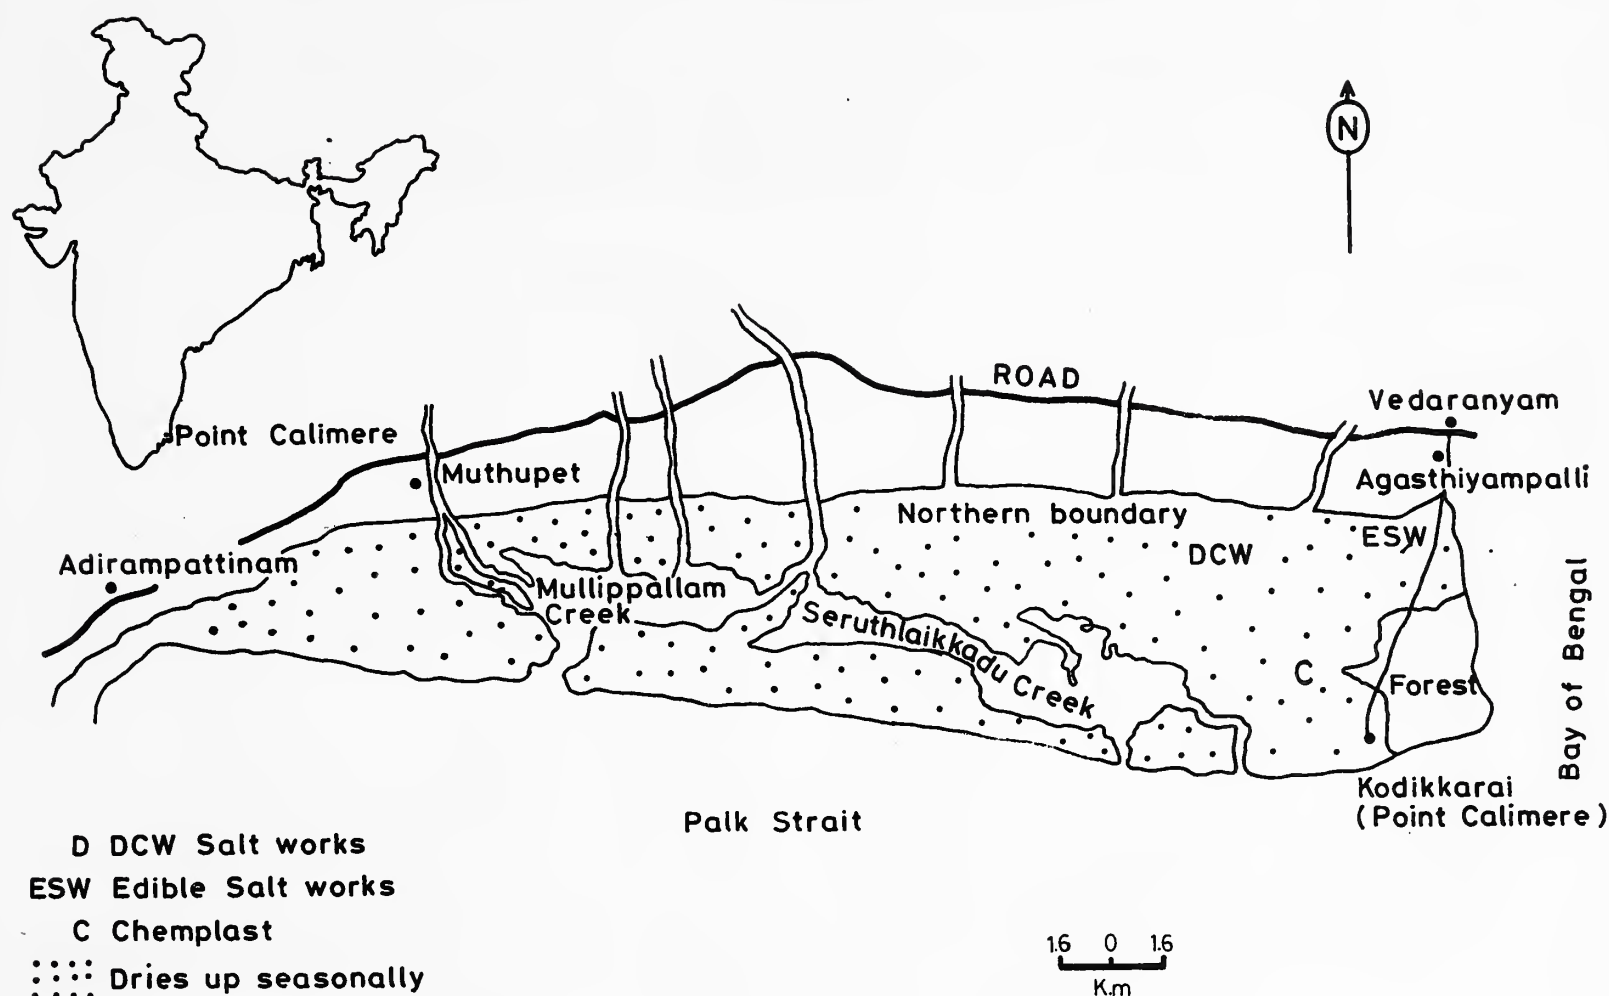 N
Point Calimere
ROAD
Vedaranyam
Muthupet
Agasthiyampalli
Northern boundary
ESW
DCW
Adirampattinam
Mullippallam
Creek
Seruthlaikkadu Creek
C
Forest
Bay of Bengal
Kodikkarai
(Point Calimere)
Palk Strait
D DCW Salt works
ESW Edible Salt works
C Chemplast
Dries up seasonally
1.6 0 1.6
K.m